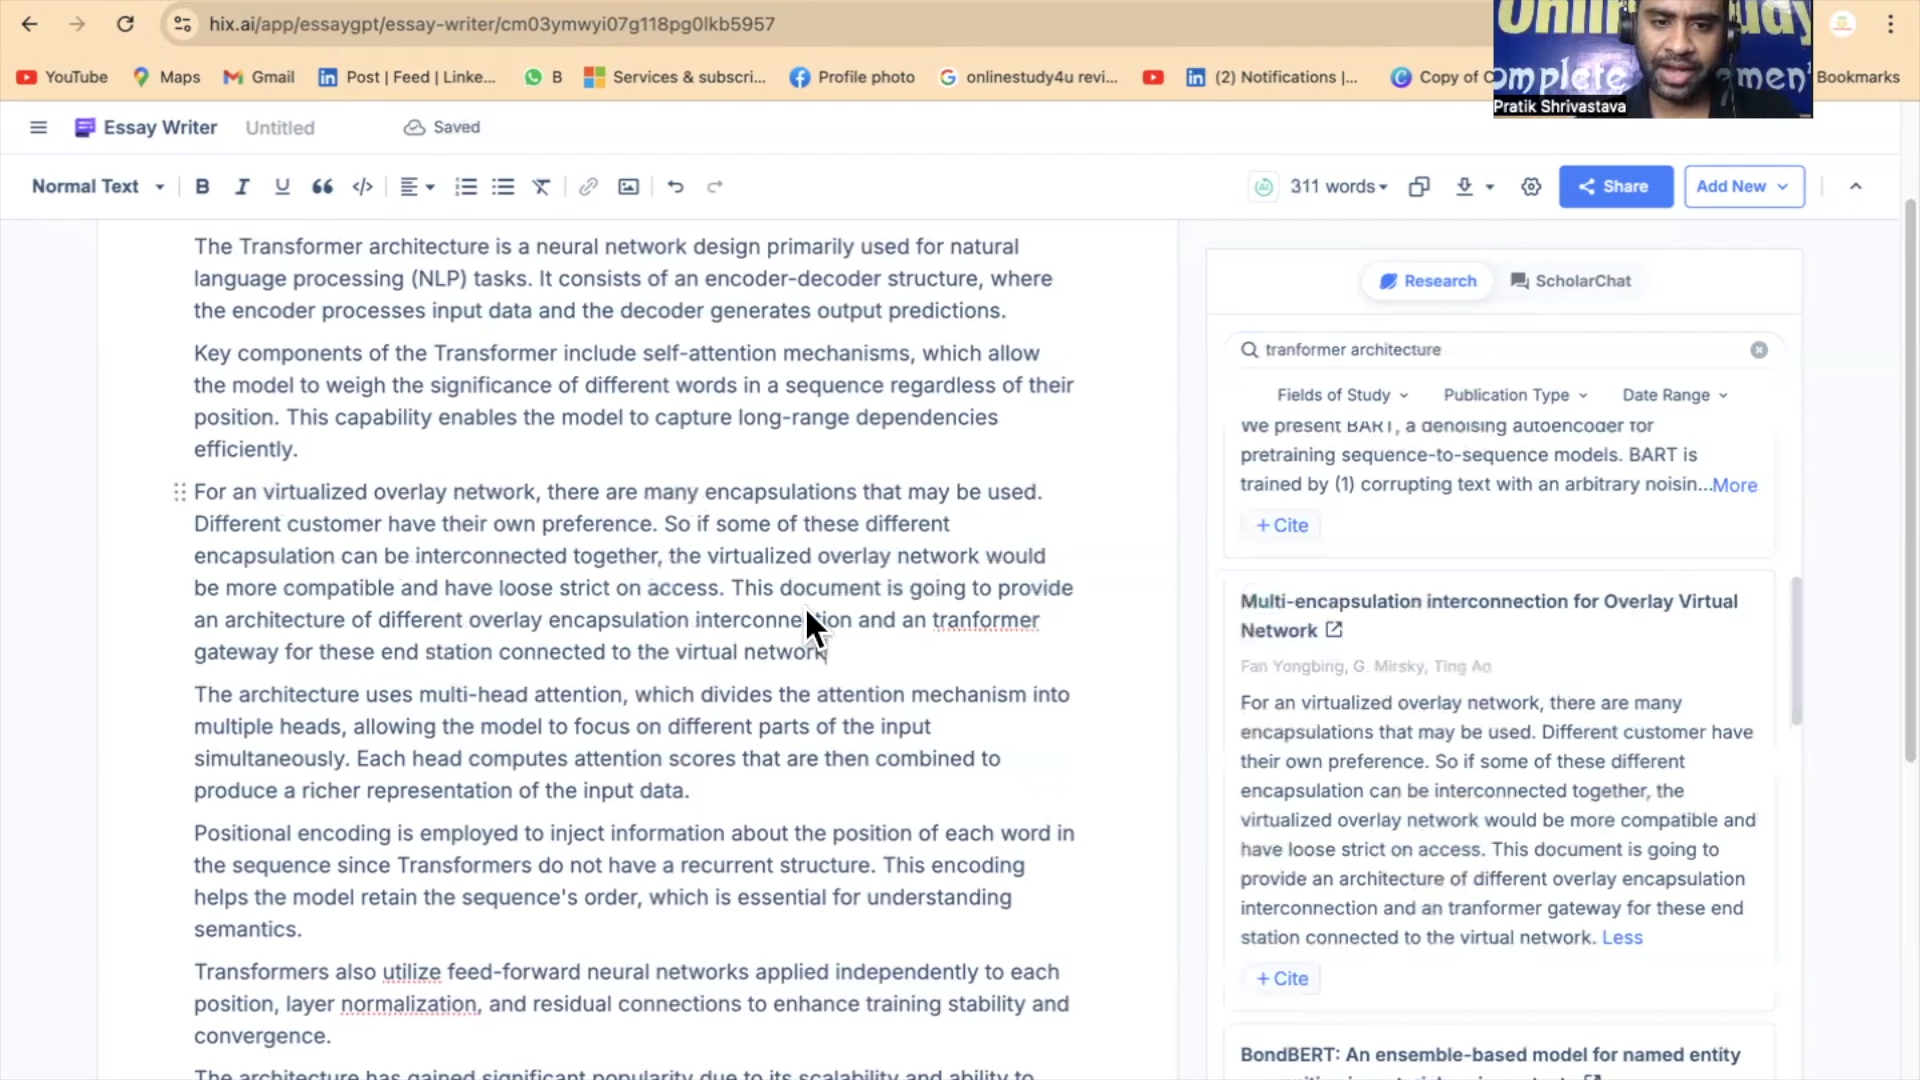 hix.ai/app/essaygpt/essay-writer/cm03ymwyi07g118pg0lkb5957
YouTube Maps Gmail Post | Feed | Linke... B Services & subscri... Profile photo onlinestudy4u revi... (2) Notifications |... Copy of Bookmarks
Pratik Shrivastava
Essay Writer Untitled Saved
Normal Text B I U 311 words Share Add New
The Transformer architecture is a neural network design primarily used for natural
language processing (NLP) tasks. It consists of an encoder-decoder structure, where
the encoder processes input data and the decoder generates output predictions.
Key components of the Transformer include self-attention mechanisms, which allow
the model to weigh the significance of different words in a sequence regardless of their
position. This capability enables the model to capture long-range dependencies
efficiently.
For an virtualized overlay network, there are many encapsulations that may be used.
Different customer have their own preference. So if some of these different
encapsulation can be interconnected together, the virtualized overlay network would
be more compatible and have loose strict on access. This document is going to provide
an architecture of different overlay encapsulation interconnection and an tranformer
gateway for these end station connected to the virtual network
The architecture uses multi-head attention, which divides the attention mechanism into
multiple heads, allowing the model to focus on different parts of the input
simultaneously. Each head computes attention scores that are then combined to
produce a richer representation of the input data.
Positional encoding is employed to inject information about the position of each word in
the sequence since Transformers do not have a recurrent structure. This encoding
helps the model retain the sequence's order, which is essential for understanding
semantics.
Transformers also utilize feed-forward neural networks applied independently to each
position, layer normalization, and residual connections to enhance training stability and
convergence.
The architecture has gained significant popularity due to its scalability and ability to
Research ScholarChat
tranformer architecture
Fields of Study Publication Type Date Range
We present BART, a denoising autoencoder for
pretraining sequence-to-sequence models. BART is
trained by (1) corrupting text with an arbitrary noisin...More
+ Cite
Multi-encapsulation interconnection for Overlay Virtual
Network
Fan Yongbing, G. Mirsky, Ting Ao
For an virtualized overlay network, there are many
encapsulations that may be used. Different customer have
their own preference. So if some of these different
encapsulation can be interconnected together, the
virtualized overlay network would be more compatible and
have loose strict on access. This document is going to
provide an architecture of different overlay encapsulation
interconnection and an tranformer gateway for these end
station connected to the virtual network. Less
+ Cite
BondBERT: An ensemble-based model for named entity